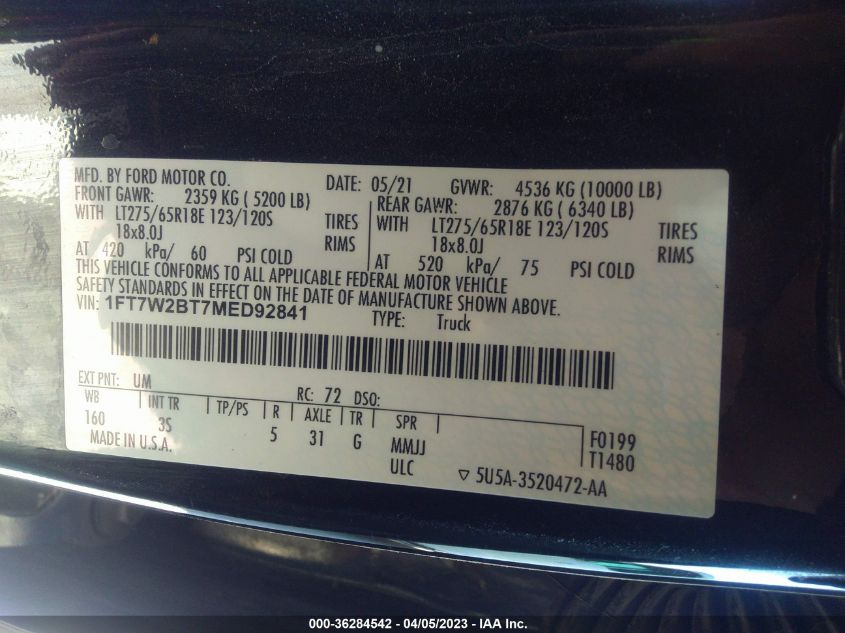 MFD. BY FORD MOTOR CO. DATE: 05/21 GVWR: 4536 KG (10000 LB)
FRONT GAWR: 2359 KG ( 5200 LB) REAR GAWR: 2876 KG ( 6340 LB)
WITH LT275/65R18E 123/120S TIRES WITH LT275/65R18E 123/120S TIRES
18x8.0J RIMS 18x8.0J RIMS
AT 420 kPa/ 60 PSI COLD AT 520 kPa/ 75 PSI COLD
THIS VEHICLE CONFORMS TO ALL APPLICABLE FEDERAL MOTOR VEHICLE
SAFETY STANDARDS IN EFFECT ON THE DATE OF MANUFACTURE SHOWN ABOVE.
VIN: 1FT7W2BT7MED92841 TYPE: Truck
EXT PNT: UM RC: 72 DSO:
WB INT TR TP/PS R AXLE TR SPR
160 3S 5 31 G MMJJ F0199
MADE IN U.S.A. ULC T1480
▽ 5U5A-3520472-AA
000-36284542 - 04/05/2023 - IAA Inc.